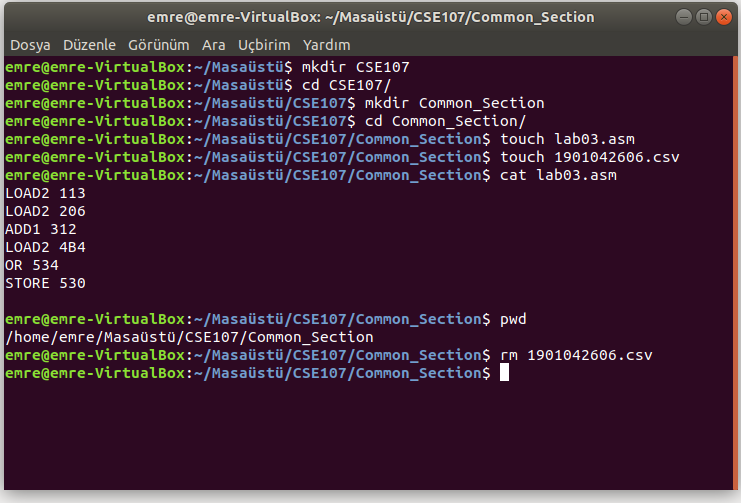 emre@emre-VirtualBox: ~/Masaüstü/CSE107/Common_Section
Dosya Düzenle Görünüm Ara Uçbirim Yardım
emre@emre-VirtualBox:~/Masaüstü$ mkdir CSE107
emre@emre-VirtualBox:~/Masaüstü$ cd CSE107/
emre@emre-VirtualBox:~/Masaüstü/CSE107$ mkdir Common_Section
emre@emre-VirtualBox:~/Masaüstü/CSE107$ cd Common_Section/
emre@emre-VirtualBox:~/Masaüstü/CSE107/Common_Section$ touch lab03.asm
emre@emre-VirtualBox:~/Masaüstü/CSE107/Common_Section$ touch 1901042606.csv
emre@emre-VirtualBox:~/Masaüstü/CSE107/Common_Section$ cat lab03.asm
LOAD2 113
LOAD2 206
ADD1 312
LOAD2 4B4
OR 534
STORE 530
emre@emre-VirtualBox:~/Masaüstü/CSE107/Common_Section$ pwd
/home/emre/Masaüstü/CSE107/Common_Section
emre@emre-VirtualBox:~/Masaüstü/CSE107/Common_Section$ rm 1901042606.csv
emre@emre-VirtualBox:~/Masaüstü/CSE107/Common_Section$